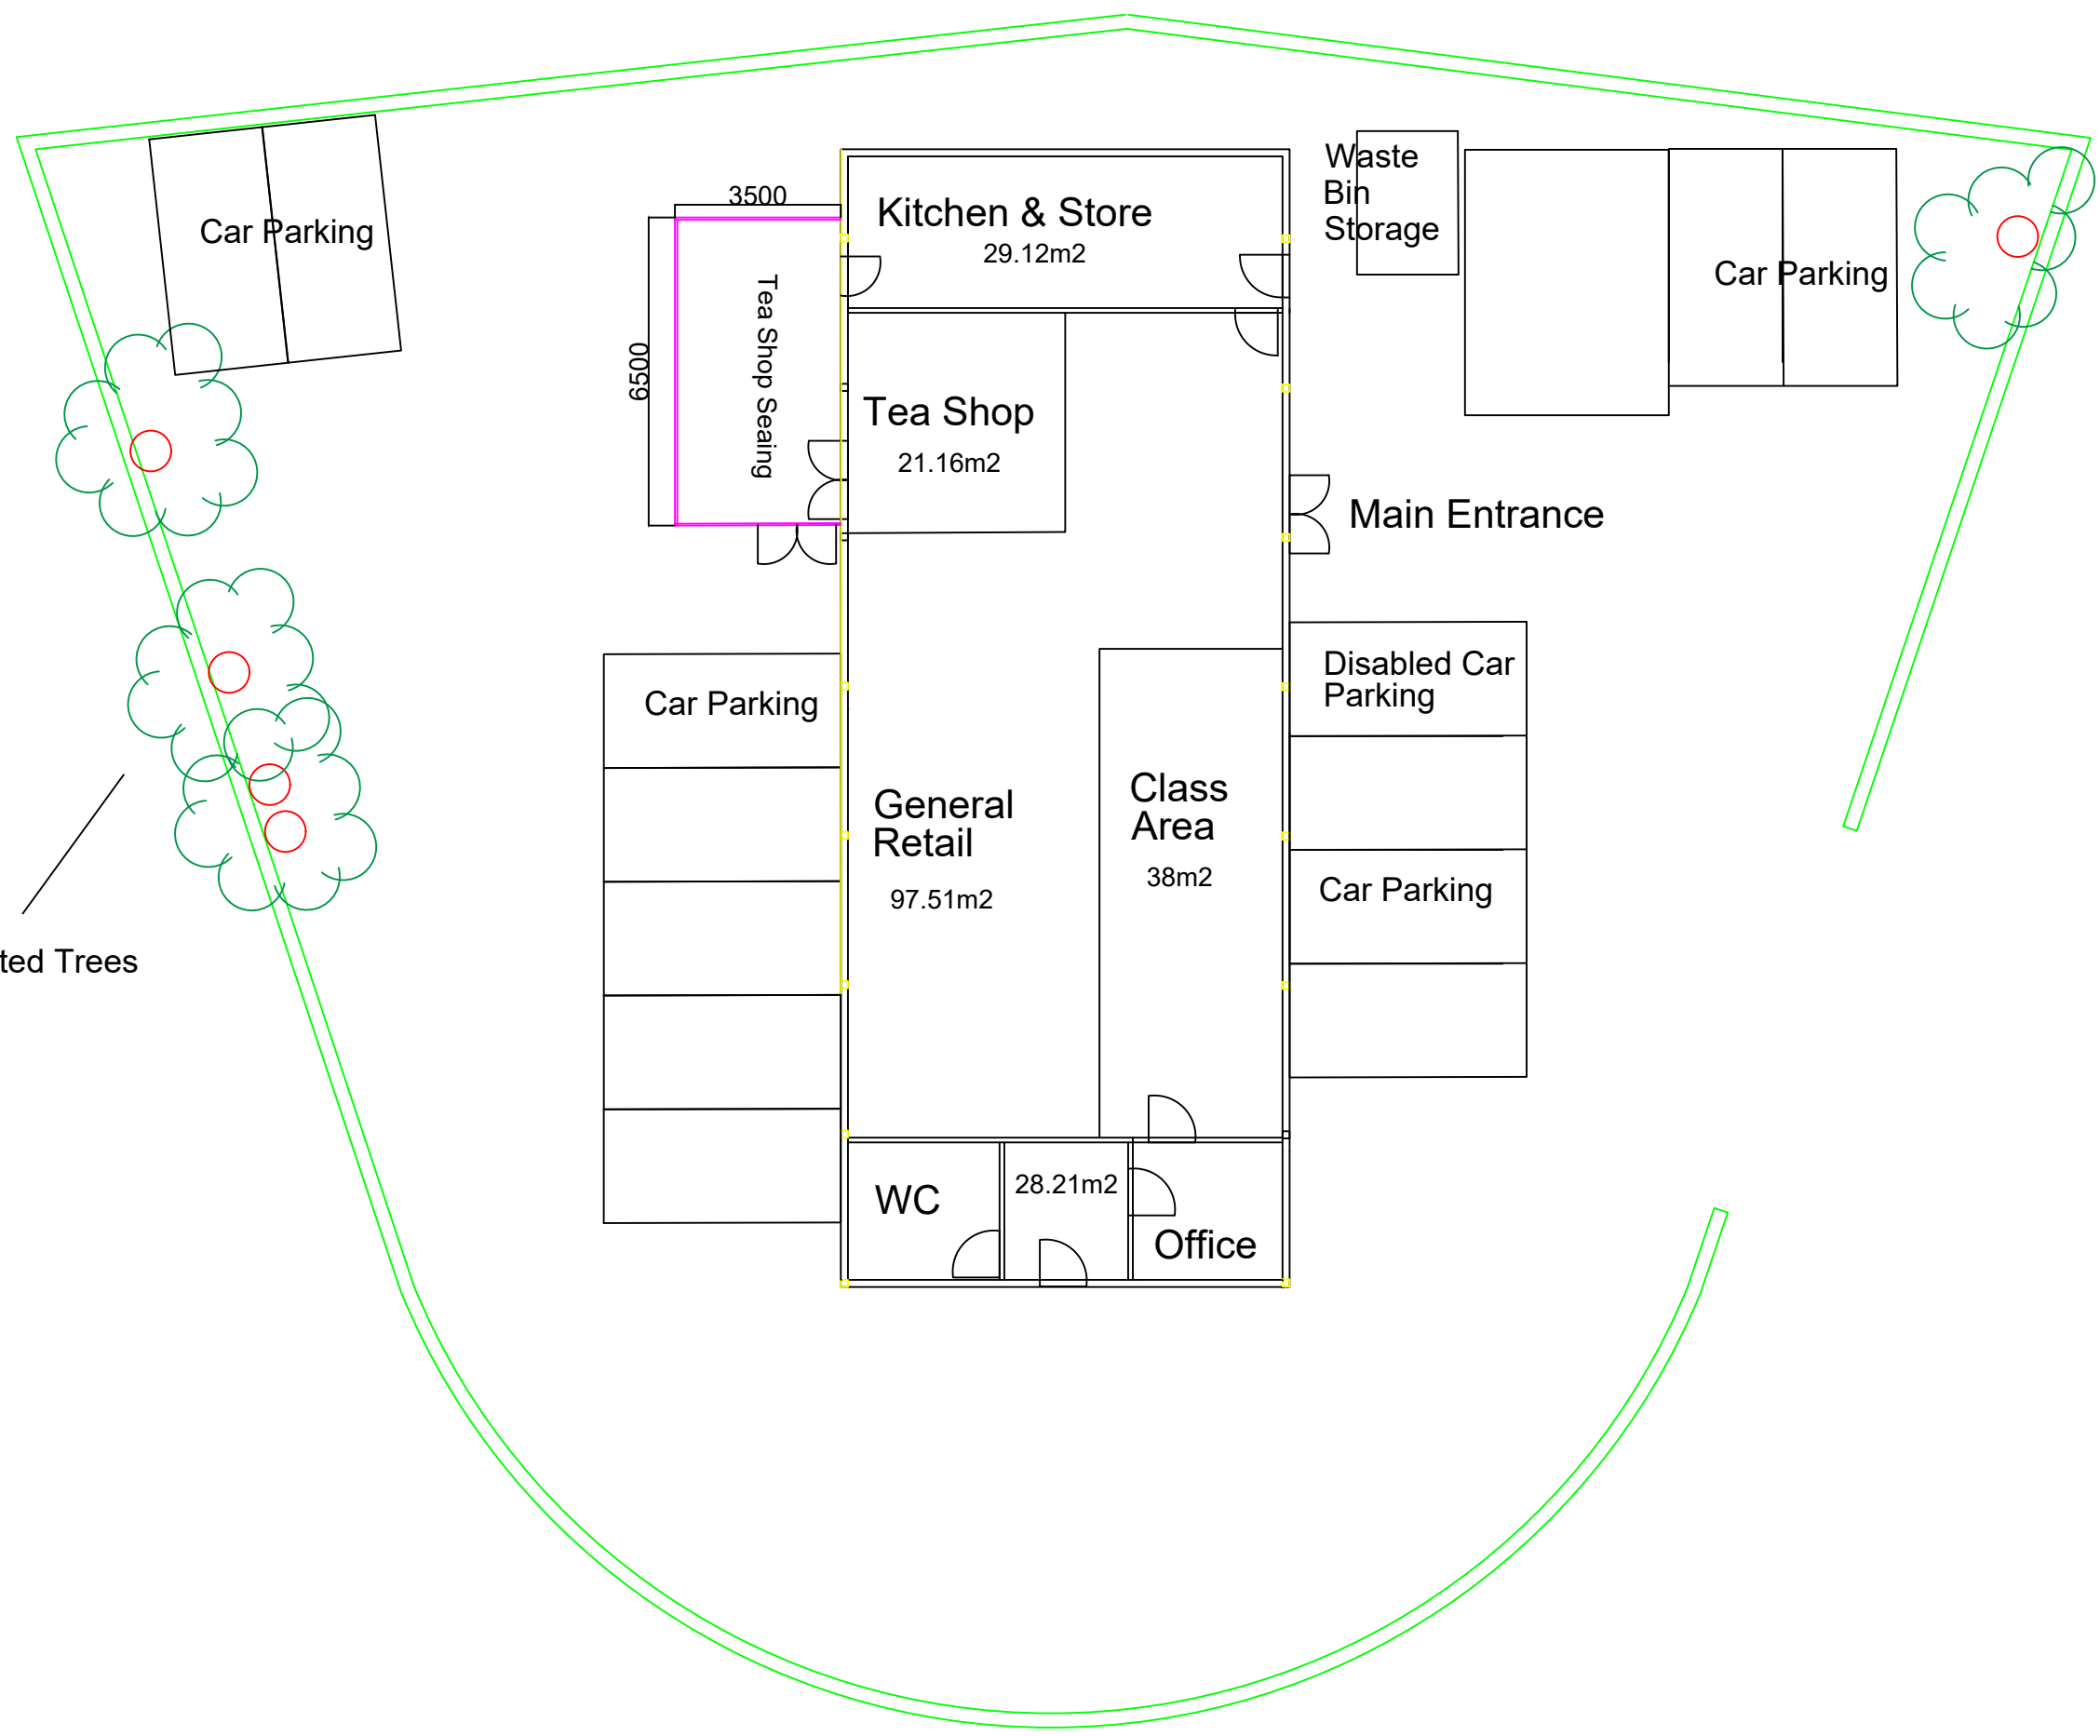 3500
Kitchen & Store
29.12m2
Waste
Bin
Storage
Car Parking
Car Parking
6500
Tea Shop Seaing
Tea Shop
21.16m2
Main Entrance
Car Parking
Disabled Car
Parking
General
Retail
97.51m2
Class
Area
38m2
Car Parking
ted Trees
WC
28.21m2
Office